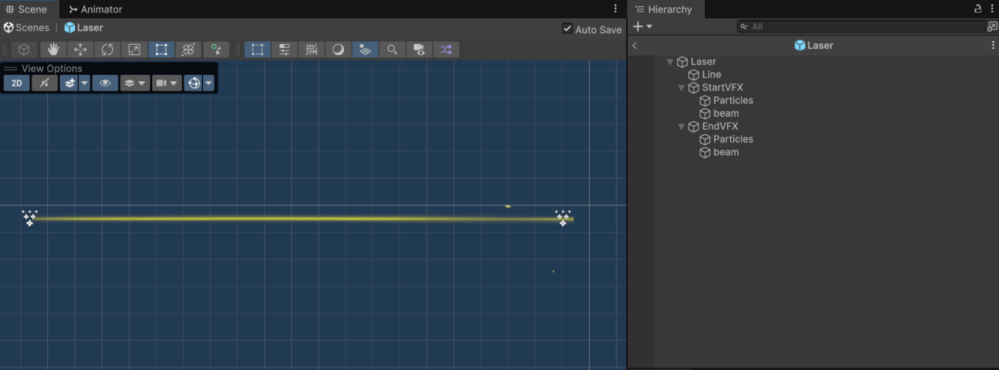 Scene
Animator
Scenes
Laser
Auto Save
View Options
2D
Hierarchy
All
Laser
Laser
Line
StartVFX
Particles
beam
EndVFX
Particles
beam